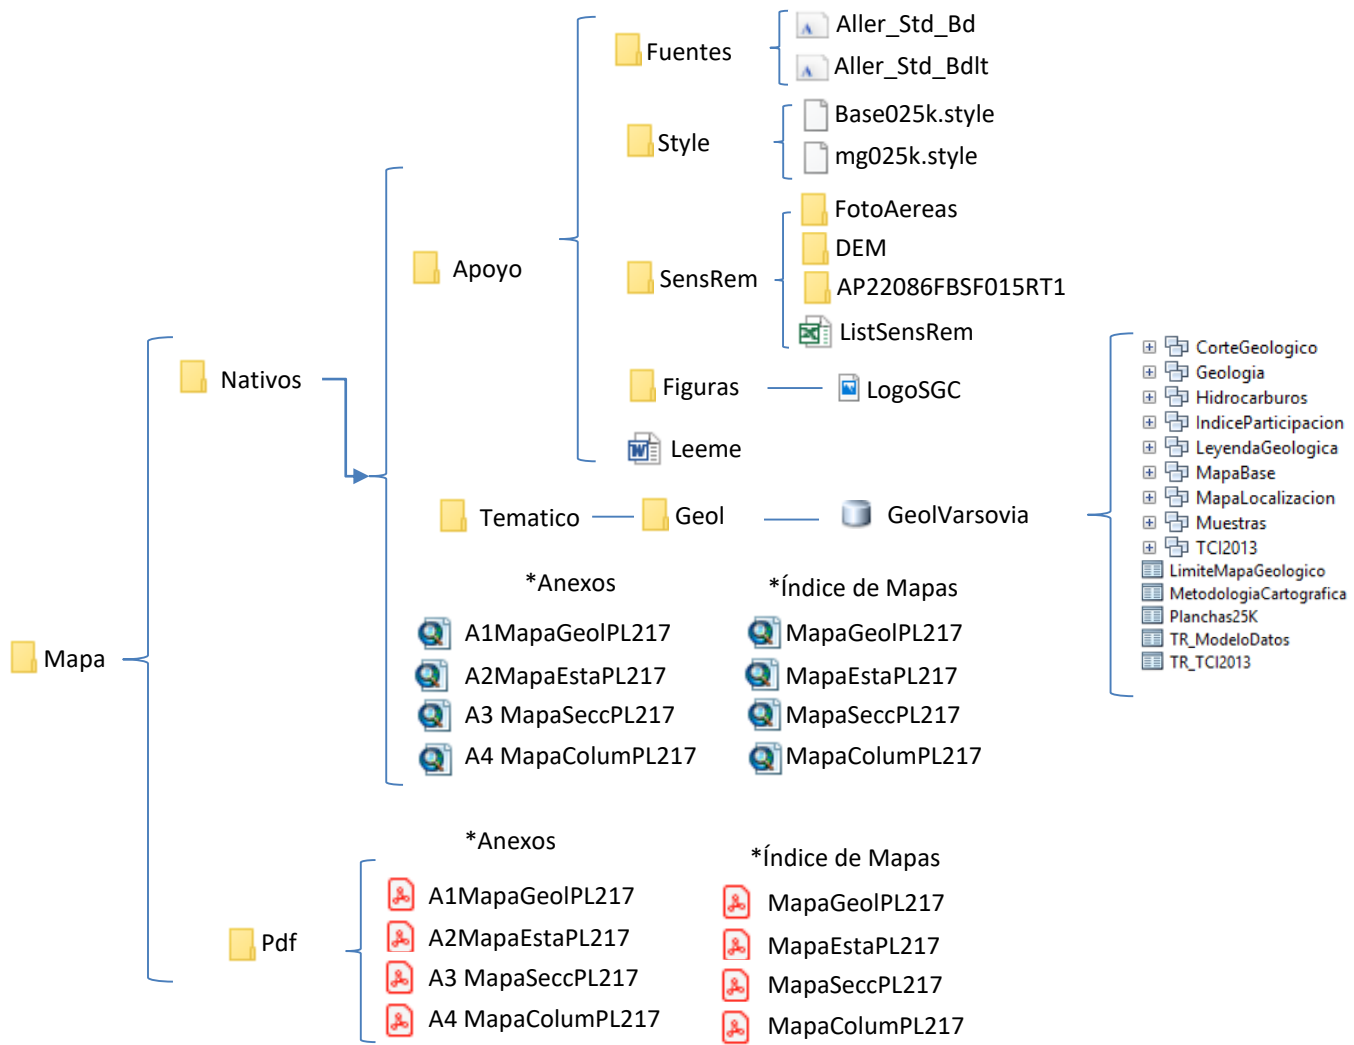 Mapa
Nativos
Apoyo
Fuentes
Aller_Std_Bd
Aller_Std_Bdlt
Style
Base025k.style
mg025k.style
SensRem
FotoAereas
DEM
AP22086FBSF015RT1
ListSensRem
Figuras
LogoSGC
Leeme
Tematico
Geol
GeolVarsovia
CorteGeologico
Geologia
Hidrocarburos
IndiceParticipacion
LeyendaGeologica
MapaBase
MapaLocalizacion
Muestras
TCI2013
LimiteMapaGeologico
MetodologiaCartografica
Planchas25K
TR_ModeloDatos
TR_TCI2013
*Anexos
A1MapaGeolPL217
A2MapaEstaPL217
A3 MapaSeccPL217
A4 MapaColumPL217
*Índice de Mapas
MapaGeolPL217
MapaEstaPL217
MapaSeccPL217
MapaColumPL217
Pdf
*Anexos
A1MapaGeolPL217
A2MapaEstaPL217
A3 MapaSeccPL217
A4 MapaColumPL217
*Índice de Mapas
MapaGeolPL217
MapaEstaPL217
MapaSeccPL217
MapaColumPL217